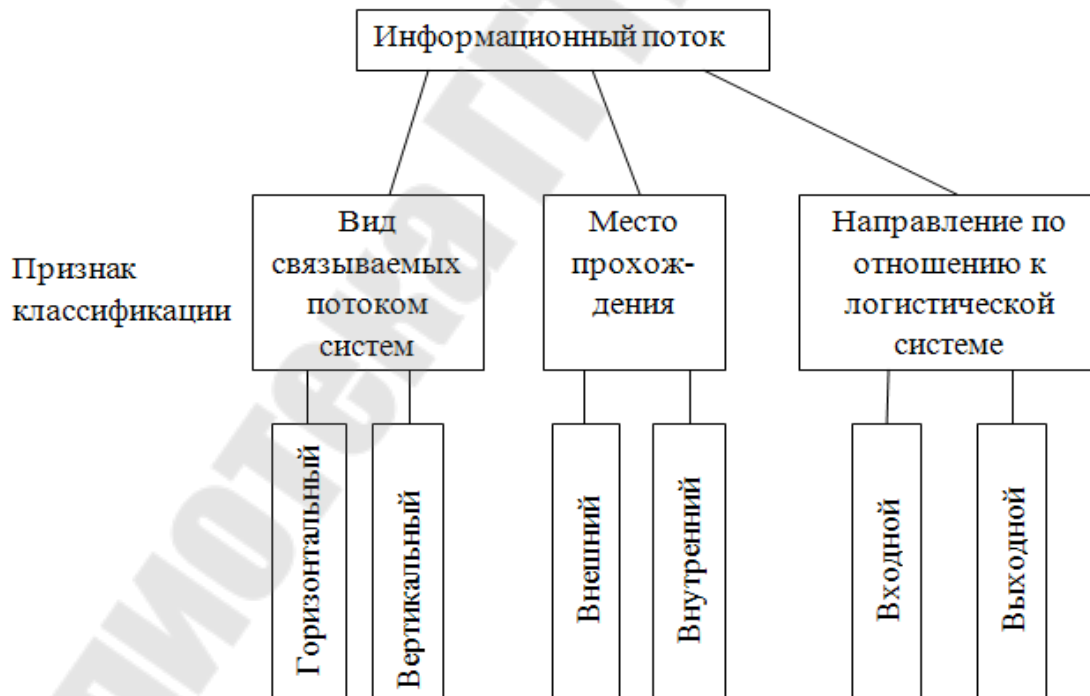 Информационный поток
Признак
классификации
Вид
связываемых
потоком
систем
Место
прохож-
дения
Направление по
отношению к
логистической
системе
Горизонтальный
Вертикальный
Внешний
Внутренний
Входной
Выходной